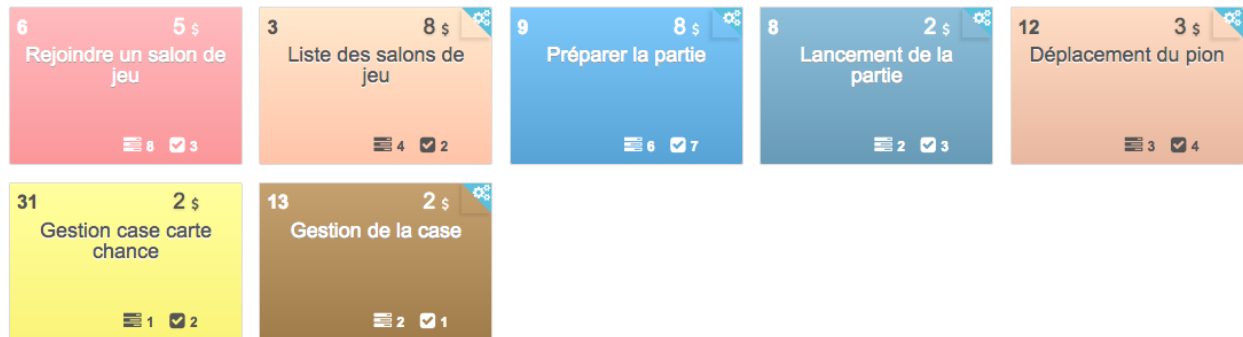 6 5 $
Rejoindre un salon de
jeu
8 3
3 8 $
Liste des salons de
jeu
4 2
9 8 $
Préparer la partie
6 7
8 2 $
Lancement de la
partie
2 3
12 3 $
Déplacement du pion
3 4
31 2 $
Gestion case carte
chance
1 2
13 2 $
Gestion de la case
2 1